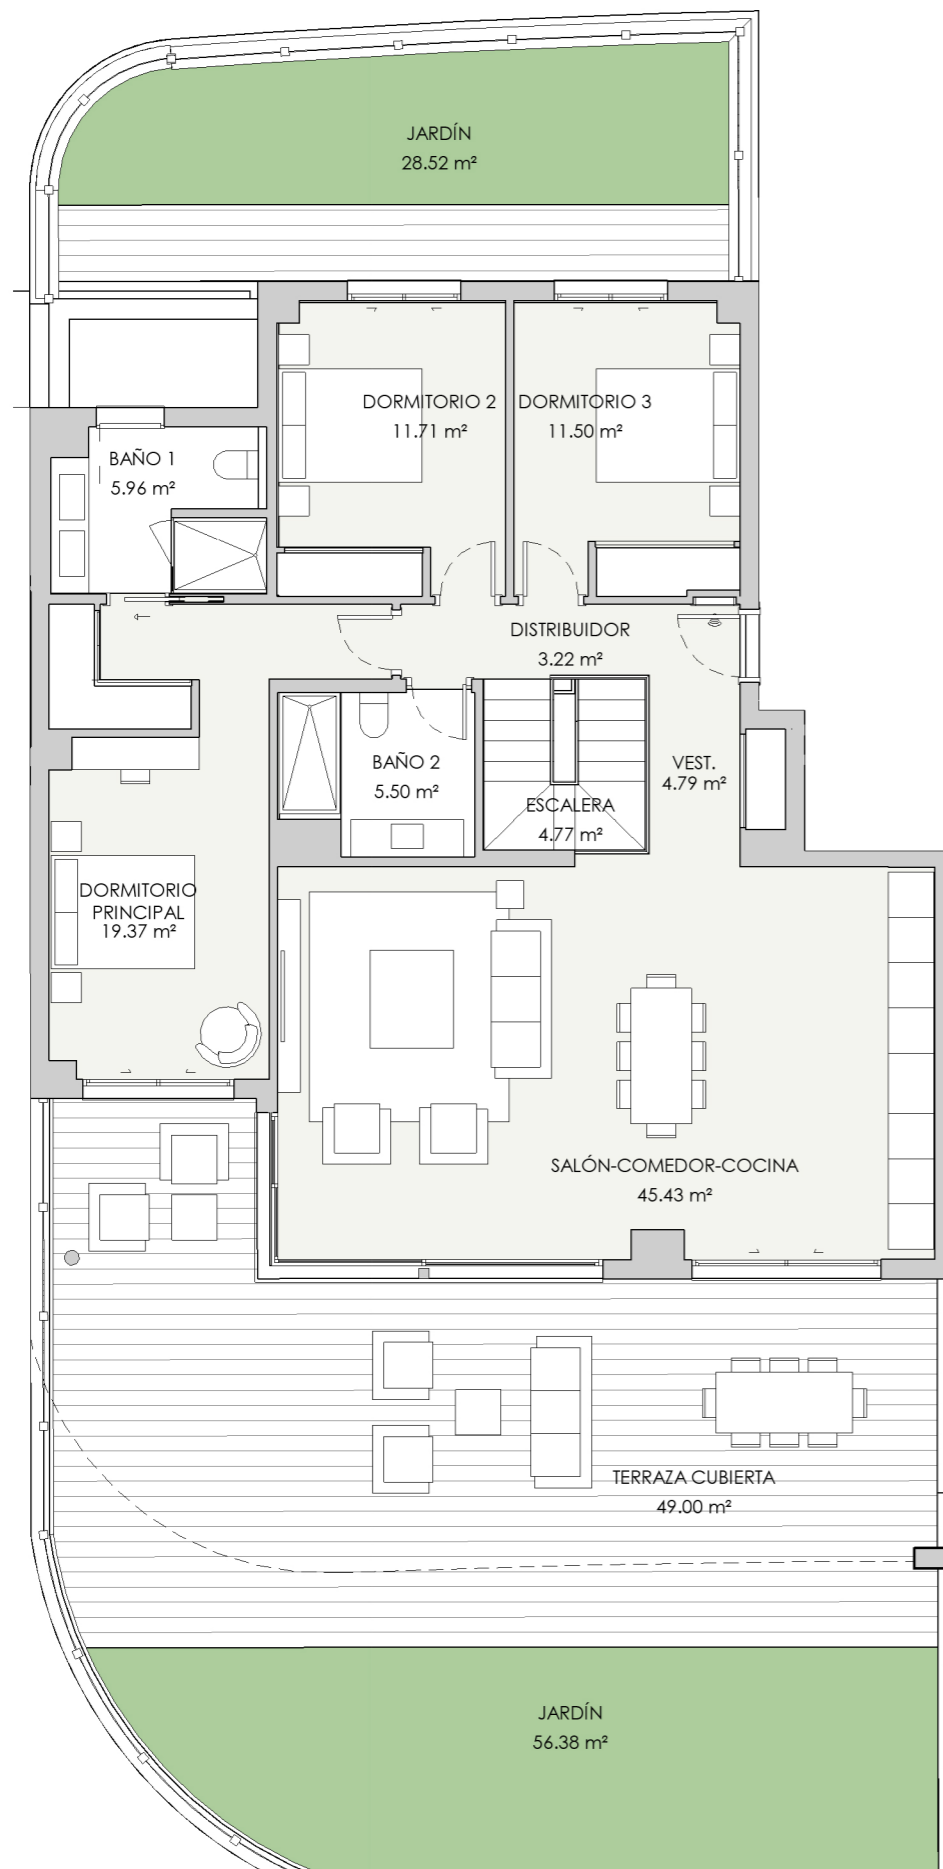 JARDÍN
28.52 m²
DORMITORIO 2
11.71 m²
DORMITORIO 3
11.50 m²
BAÑO 1
5.96 m²
DISTRIBUIDOR
3.22 m²
BAÑO 2
5.50 m²
VEST.
4.79 m²
ESCALERA
4.77 m²
DORMITORIO
PRINCIPAL
19.37 m²
SALÓN-COMEDOR-COCINA
45.43 m²
TERRAZA CUBIERTA
49.00 m²
JARDÍN
56.38 m²